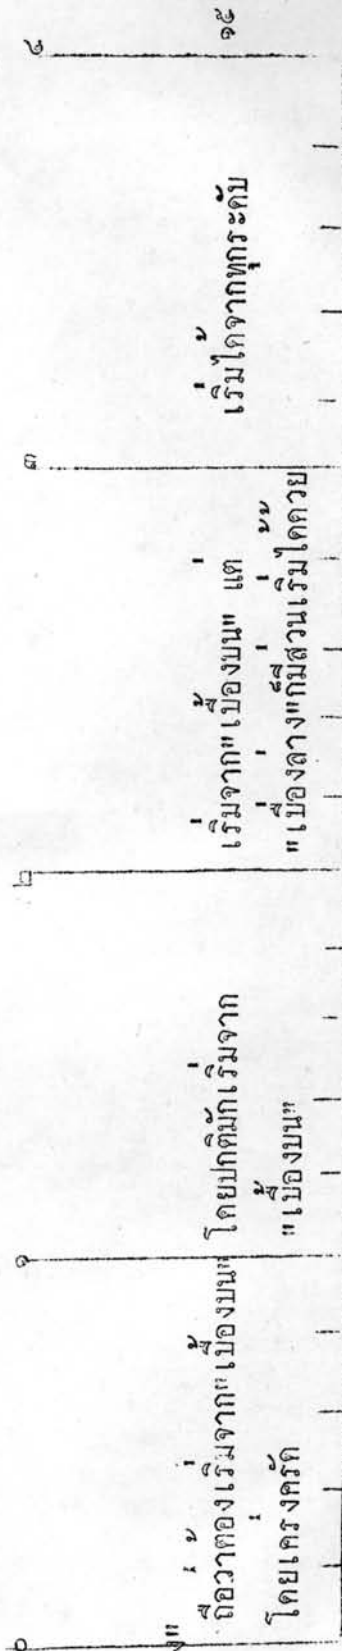 ๐ ๑ ๒ ๓ ๔
ถือว่าต้องเริ่มจาก"เบื้องบน"
โดยเคร่งครัด
โดยปกติมักเริ่มจาก
"เบื้องบน"
เริ่มจาก"เบื้องบน" แต่
"เบื้องล่าง"ก็มีส่วนเริ่มได้ด้วย
เริ่มได้จากทุกระดับ
๑๕